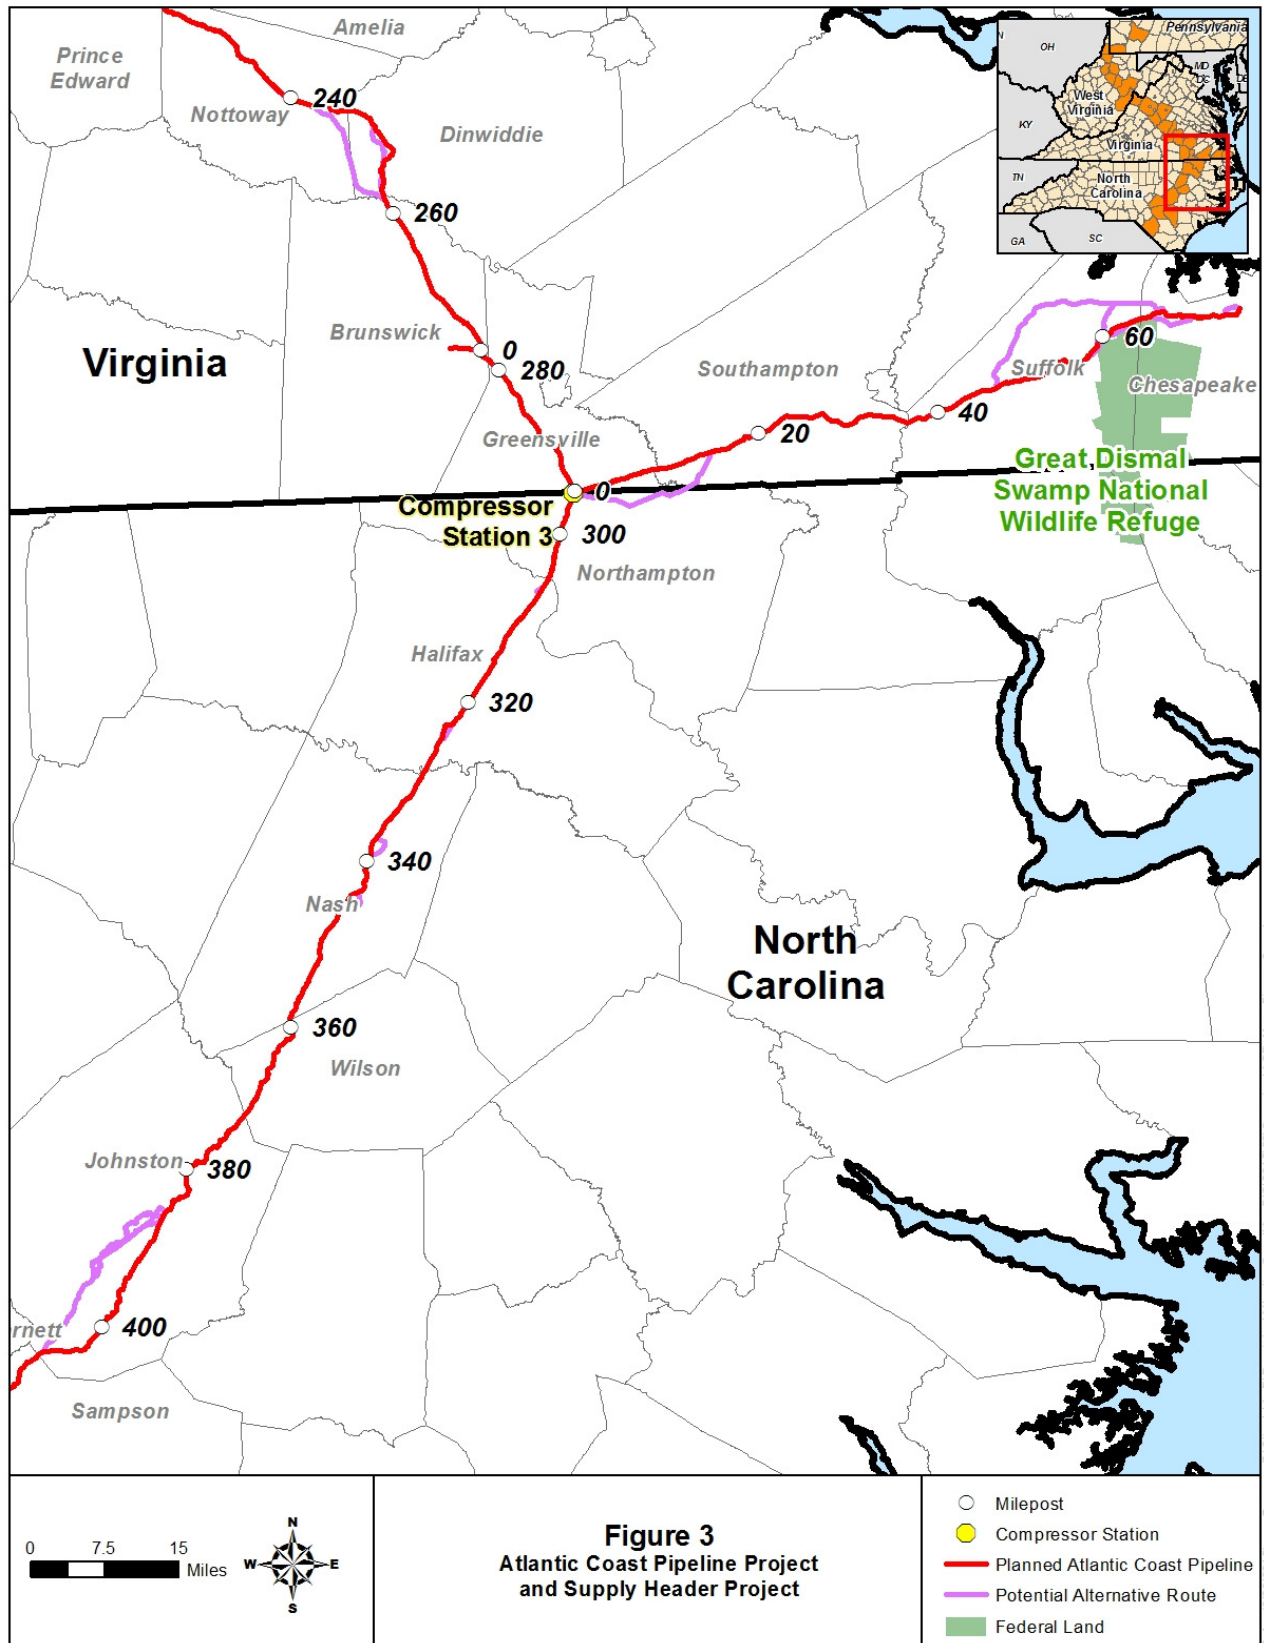 Amelia
Prince
Edward
Nottoway
240
Dinwiddie
260
Brunswick
0
280
Virginia
Greensville
Southampton
20
40
Suffolk
60
Chesapeake
Great Dismal
Swamp National
Wildlife Refuge
Compressor
Station 3
0
300
Northampton
Halifax
320
340
Nash
North
Carolina
360
Wilson
Johnston
380
rnett
400
Sampson
Pennsylvania
OH
MD
DC
DE
West
Virginia
KY
Virginia
TN
North
Carolina
GA
SC
0 7.5 15
Miles
N
W E
S
Figure 3
Atlantic Coast Pipeline Project
and Supply Header Project
Milepost
Compressor Station
Planned Atlantic Coast Pipeline
Potential Alternative Route
Federal Land